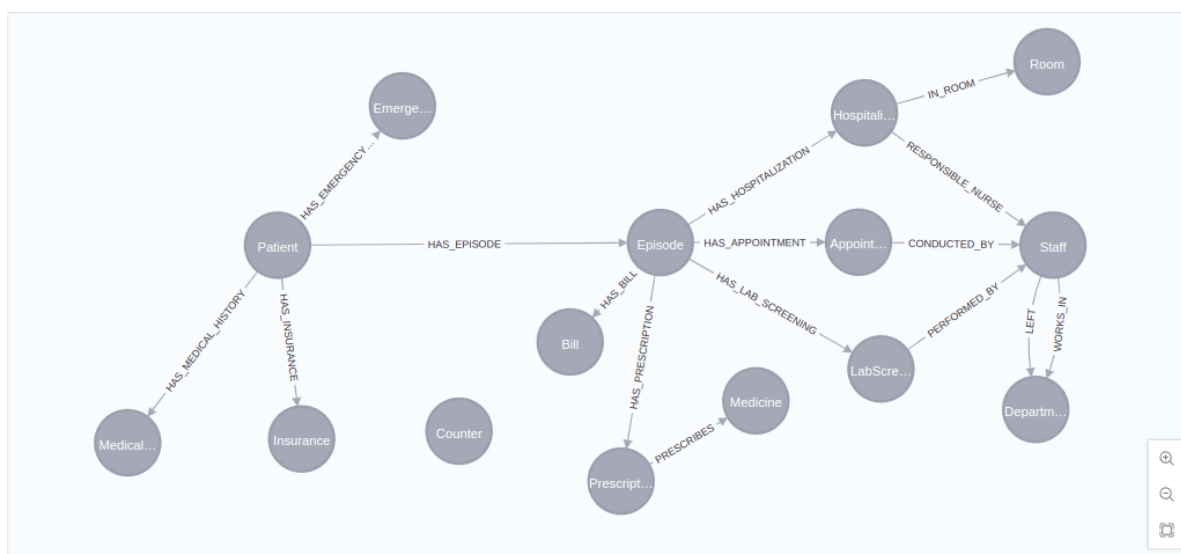 Room
IN_ROOM
Emerge…
Hospitali…
HAS_EMERGENCY…
HAS_HOSPITALIZATION
RESPONSIBLE_NURSE
Patient
HAS_EPISODE
Episode
HAS_APPOINTMENT
Appoint…
CONDUCTED_BY
Staff
HAS_MEDICAL_HISTORY
HAS_INSURANCE
HAS_BILL
HAS_PRESCRIPTION
HAS_LAB_SCREENING
PERFORMED_BY
LEFT
WORKS_IN
Bill
LabScre…
Medicine
Departm…
Medical…
Insurance
Counter
PRESCRIBES
Prescript…